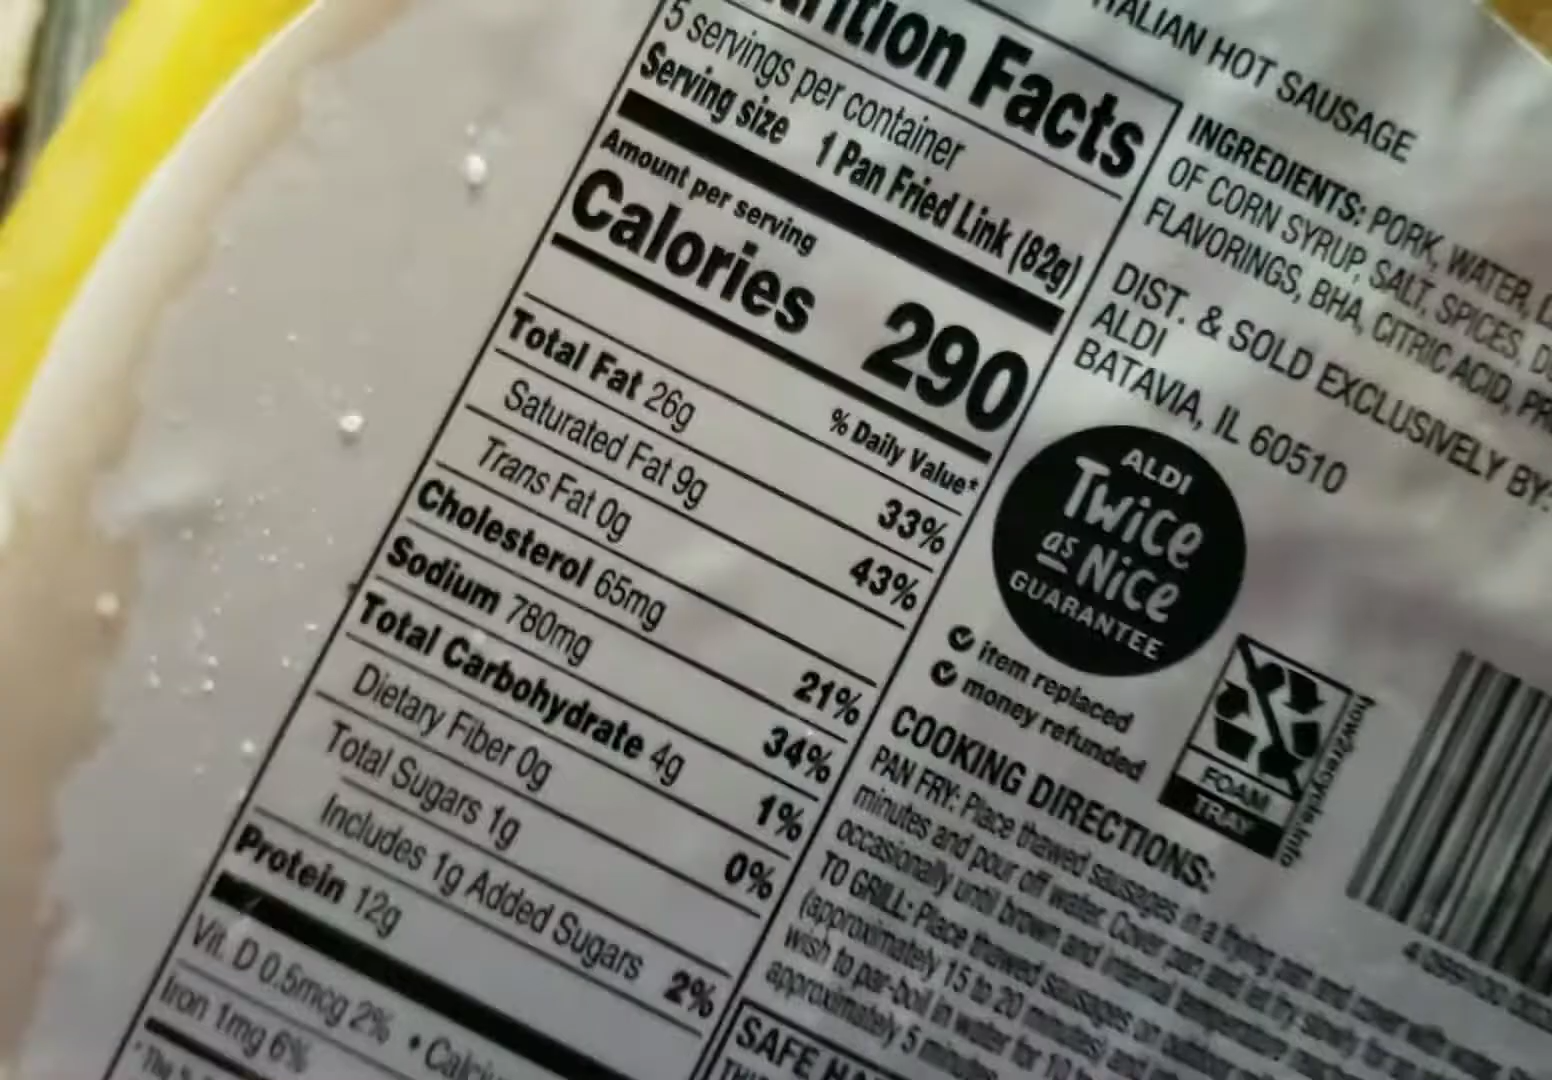 ITALIAN HOT SAUSAGE
Nutrition Facts
5 servings per container
Serving size 1 Pan Fried Link (82g)
Amount per serving
Calories 290
% Daily Value*
Total Fat 26g 33%
Saturated Fat 9g 43%
Trans Fat 0g
Cholesterol 65mg 21%
Sodium 780mg 34%
Total Carbohydrate 4g 1%
Dietary Fiber 0g 0%
Total Sugars 1g
Includes 1g Added Sugars 2%
Protein 12g
Vit. D 0.5mcg 2% •
Iron 1mg 6%
INGREDIENTS: PORK, WATER,
OF CORN SYRUP, SALT, SPICES,
FLAVORINGS, BHA, CITRIC ACID,
DIST. & SOLD EXCLUSIVELY BY:
ALDI
BATAVIA, IL 60510
ALDI
Twice
as Nice
GUARANTEE
item replaced
money refunded
FOAM
TRAY
how2recycle.info
COOKING DIRECTIONS:
PAN FRY: Place thawed sausages in a frying pan and cover with
minutes and pour off water. Cover pan and
occasionally until brown and internal temperature
TO GRILL: Place thawed sausages on
(approximately 15 to 20 minutes) and
wish to par-boil in water for 10
approximately 5 minutes
SAFE